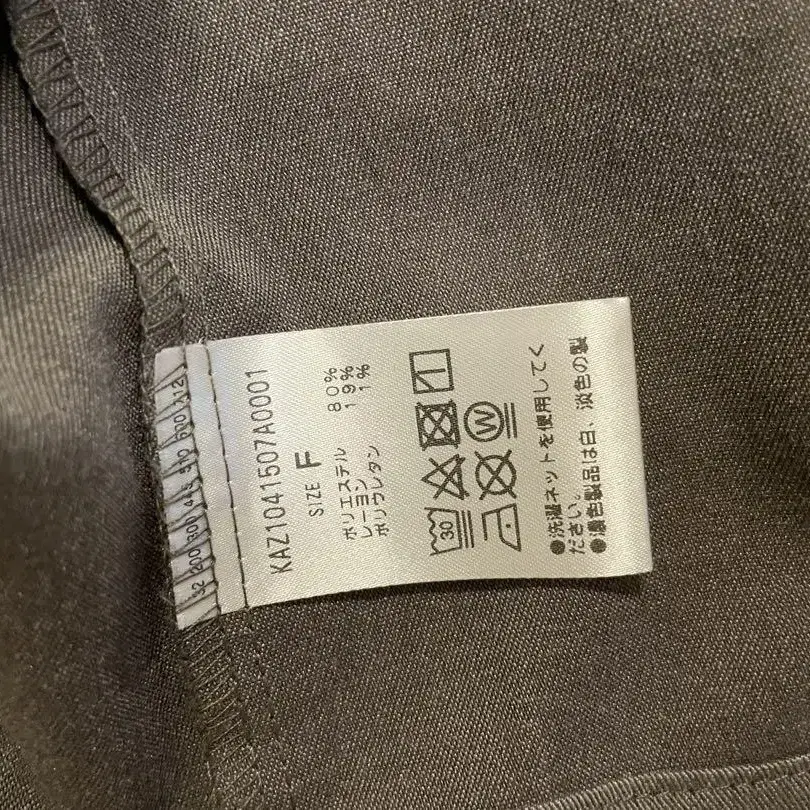 KAZ1041507A0001
SIZE F
ポリエステル 80%
レーヨン 19%
ポリウレタン 1%
30
W
●洗濯ネットを使用してく
ださい。
●濃色製品は白、淡色の製